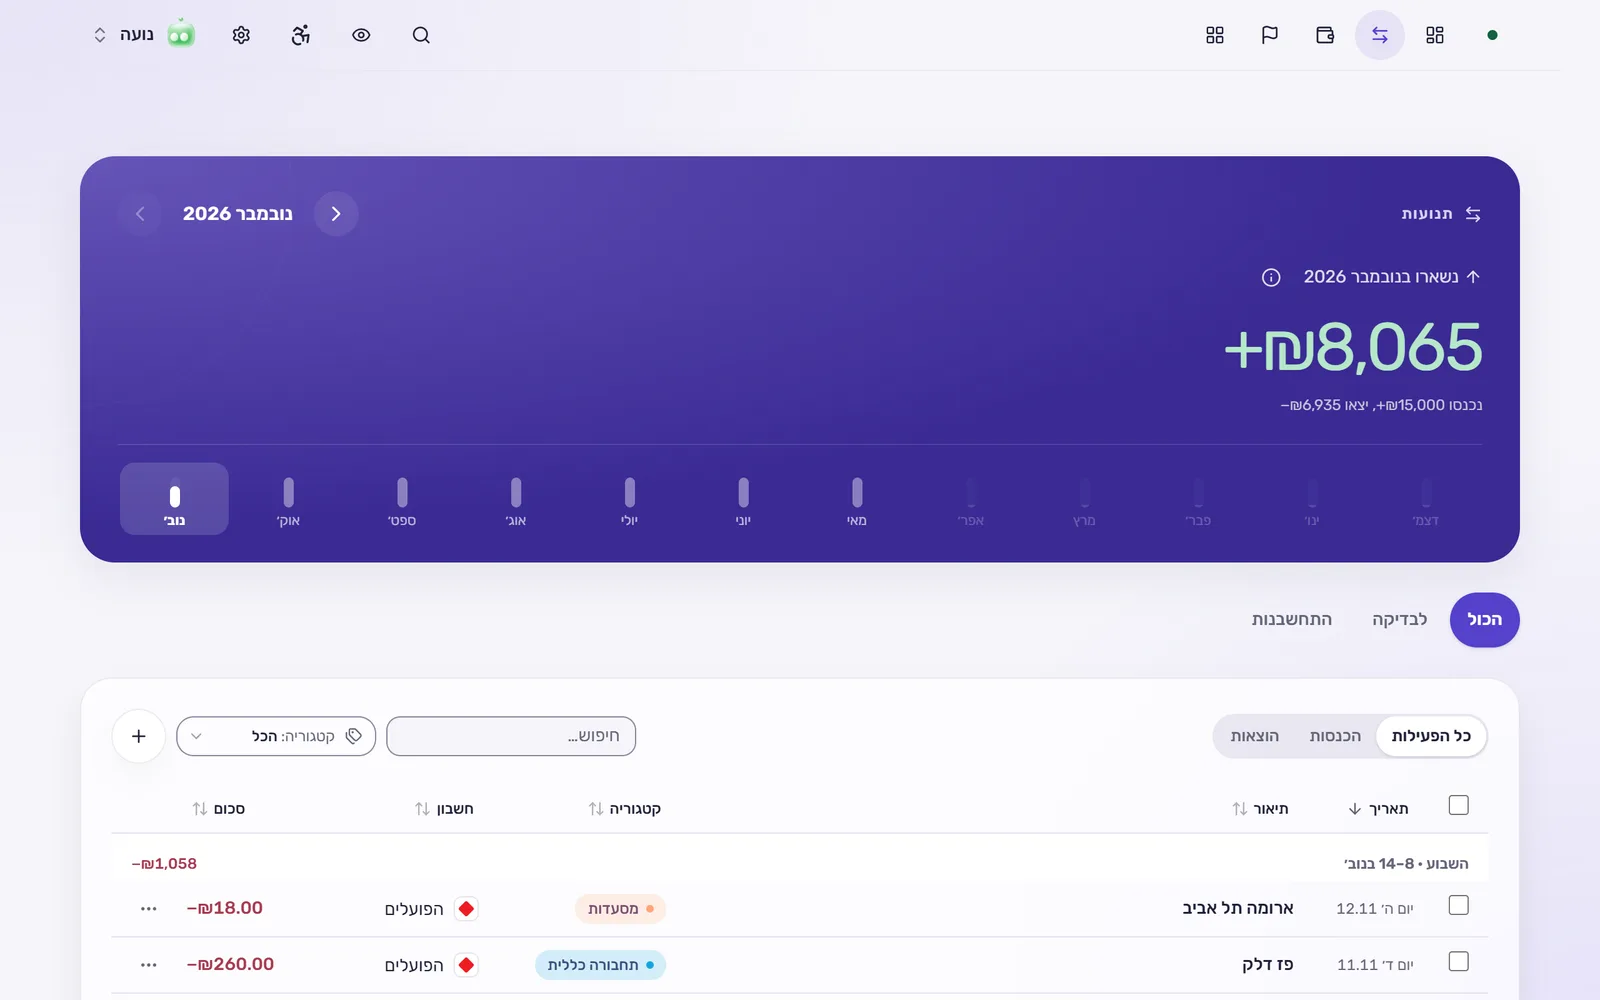 נועה
תנועות
נובמבר 2026
נשארו בנובמבר 2026
+₪8,065
נכנסו ₪15,000+, יצאו ₪6,935−
דצמ׳
ינו׳
פבר׳
מרץ
אפר׳
מאי
יוני
יולי
אוג׳
ספט׳
אוק׳
נוב׳
הכול
לבדיקה
התחשבנות
כל הפעילות
הכנסות
הוצאות
חיפוש...
קטגוריה: הכל
תאריך
תיאור
קטגוריה
חשבון
סכום
השבוע • 8–14 בנוב׳
−₪1,058
יום ה׳ 12.11
ארומה תל אביב
מסעדות
הפועלים
−₪18.00
יום ד׳ 11.11
פז דלק
תחבורה כללית
הפועלים
−₪260.00